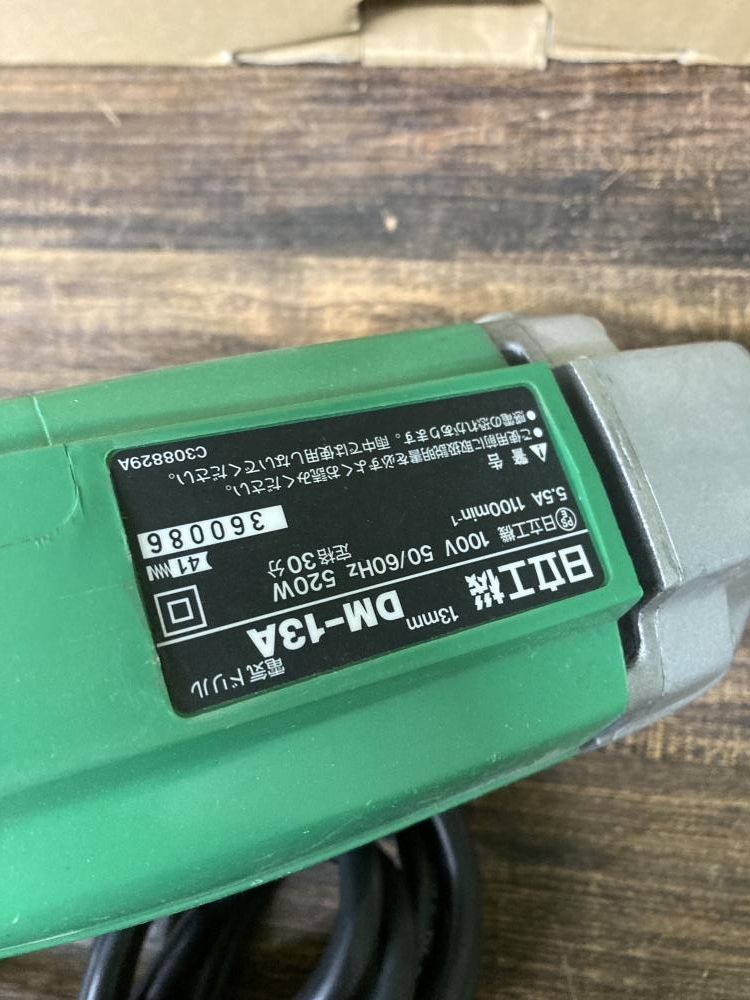 日立工機
13mm DM-13A 電気ドリル
日立工機 100V 50/60Hz 520W
5.5A 1100min-1 定格30分
41
360086
警告
●ご使用前に取扱説明書を必ずよくお読みください。
●感電の恐れがあります。雨中では使用しないでください。
C308829A